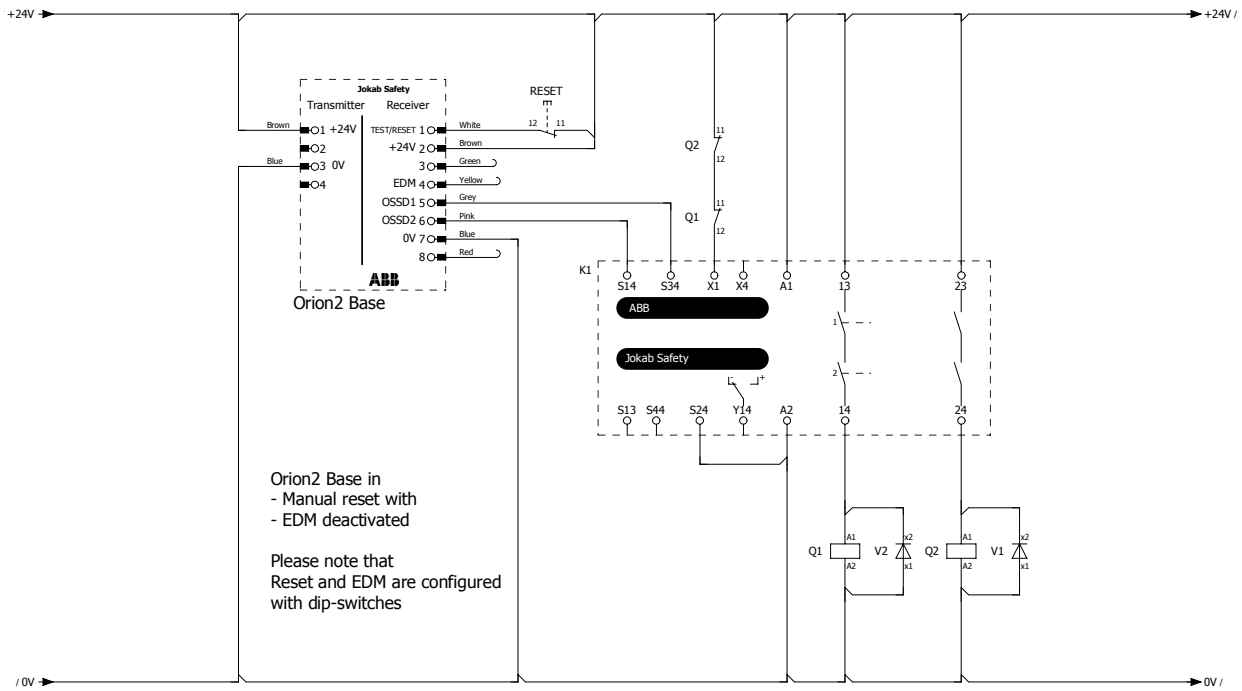 +24V
+24V /
Jokab Safety
Transmitter Receiver
RESET
Brown 1 +24V TEST/RESET 1 White 12 11
2 +24V 2 Brown
Blue 3 0V 3 Green
4 EDM 4 Yellow
OSSD1 5 Grey
OSSD2 6 Pink
0V 7 Blue
8 Red
ABB
Orion2 Base
11
Q2
12
11
Q1
12
K1
S14 S34 X1 X4 A1 13 23
ABB
1
Jokab Safety
2
- +
S13 S44 S24 Y14 A2 14 24
Orion2 Base in
- Manual reset with
- EDM deactivated
Please note that
Reset and EDM are configured
with dip-switches
A1 x2 A1 x2
Q1 V2 Q2 V1
A2 x1 A2 x1
/ 0V
0V /